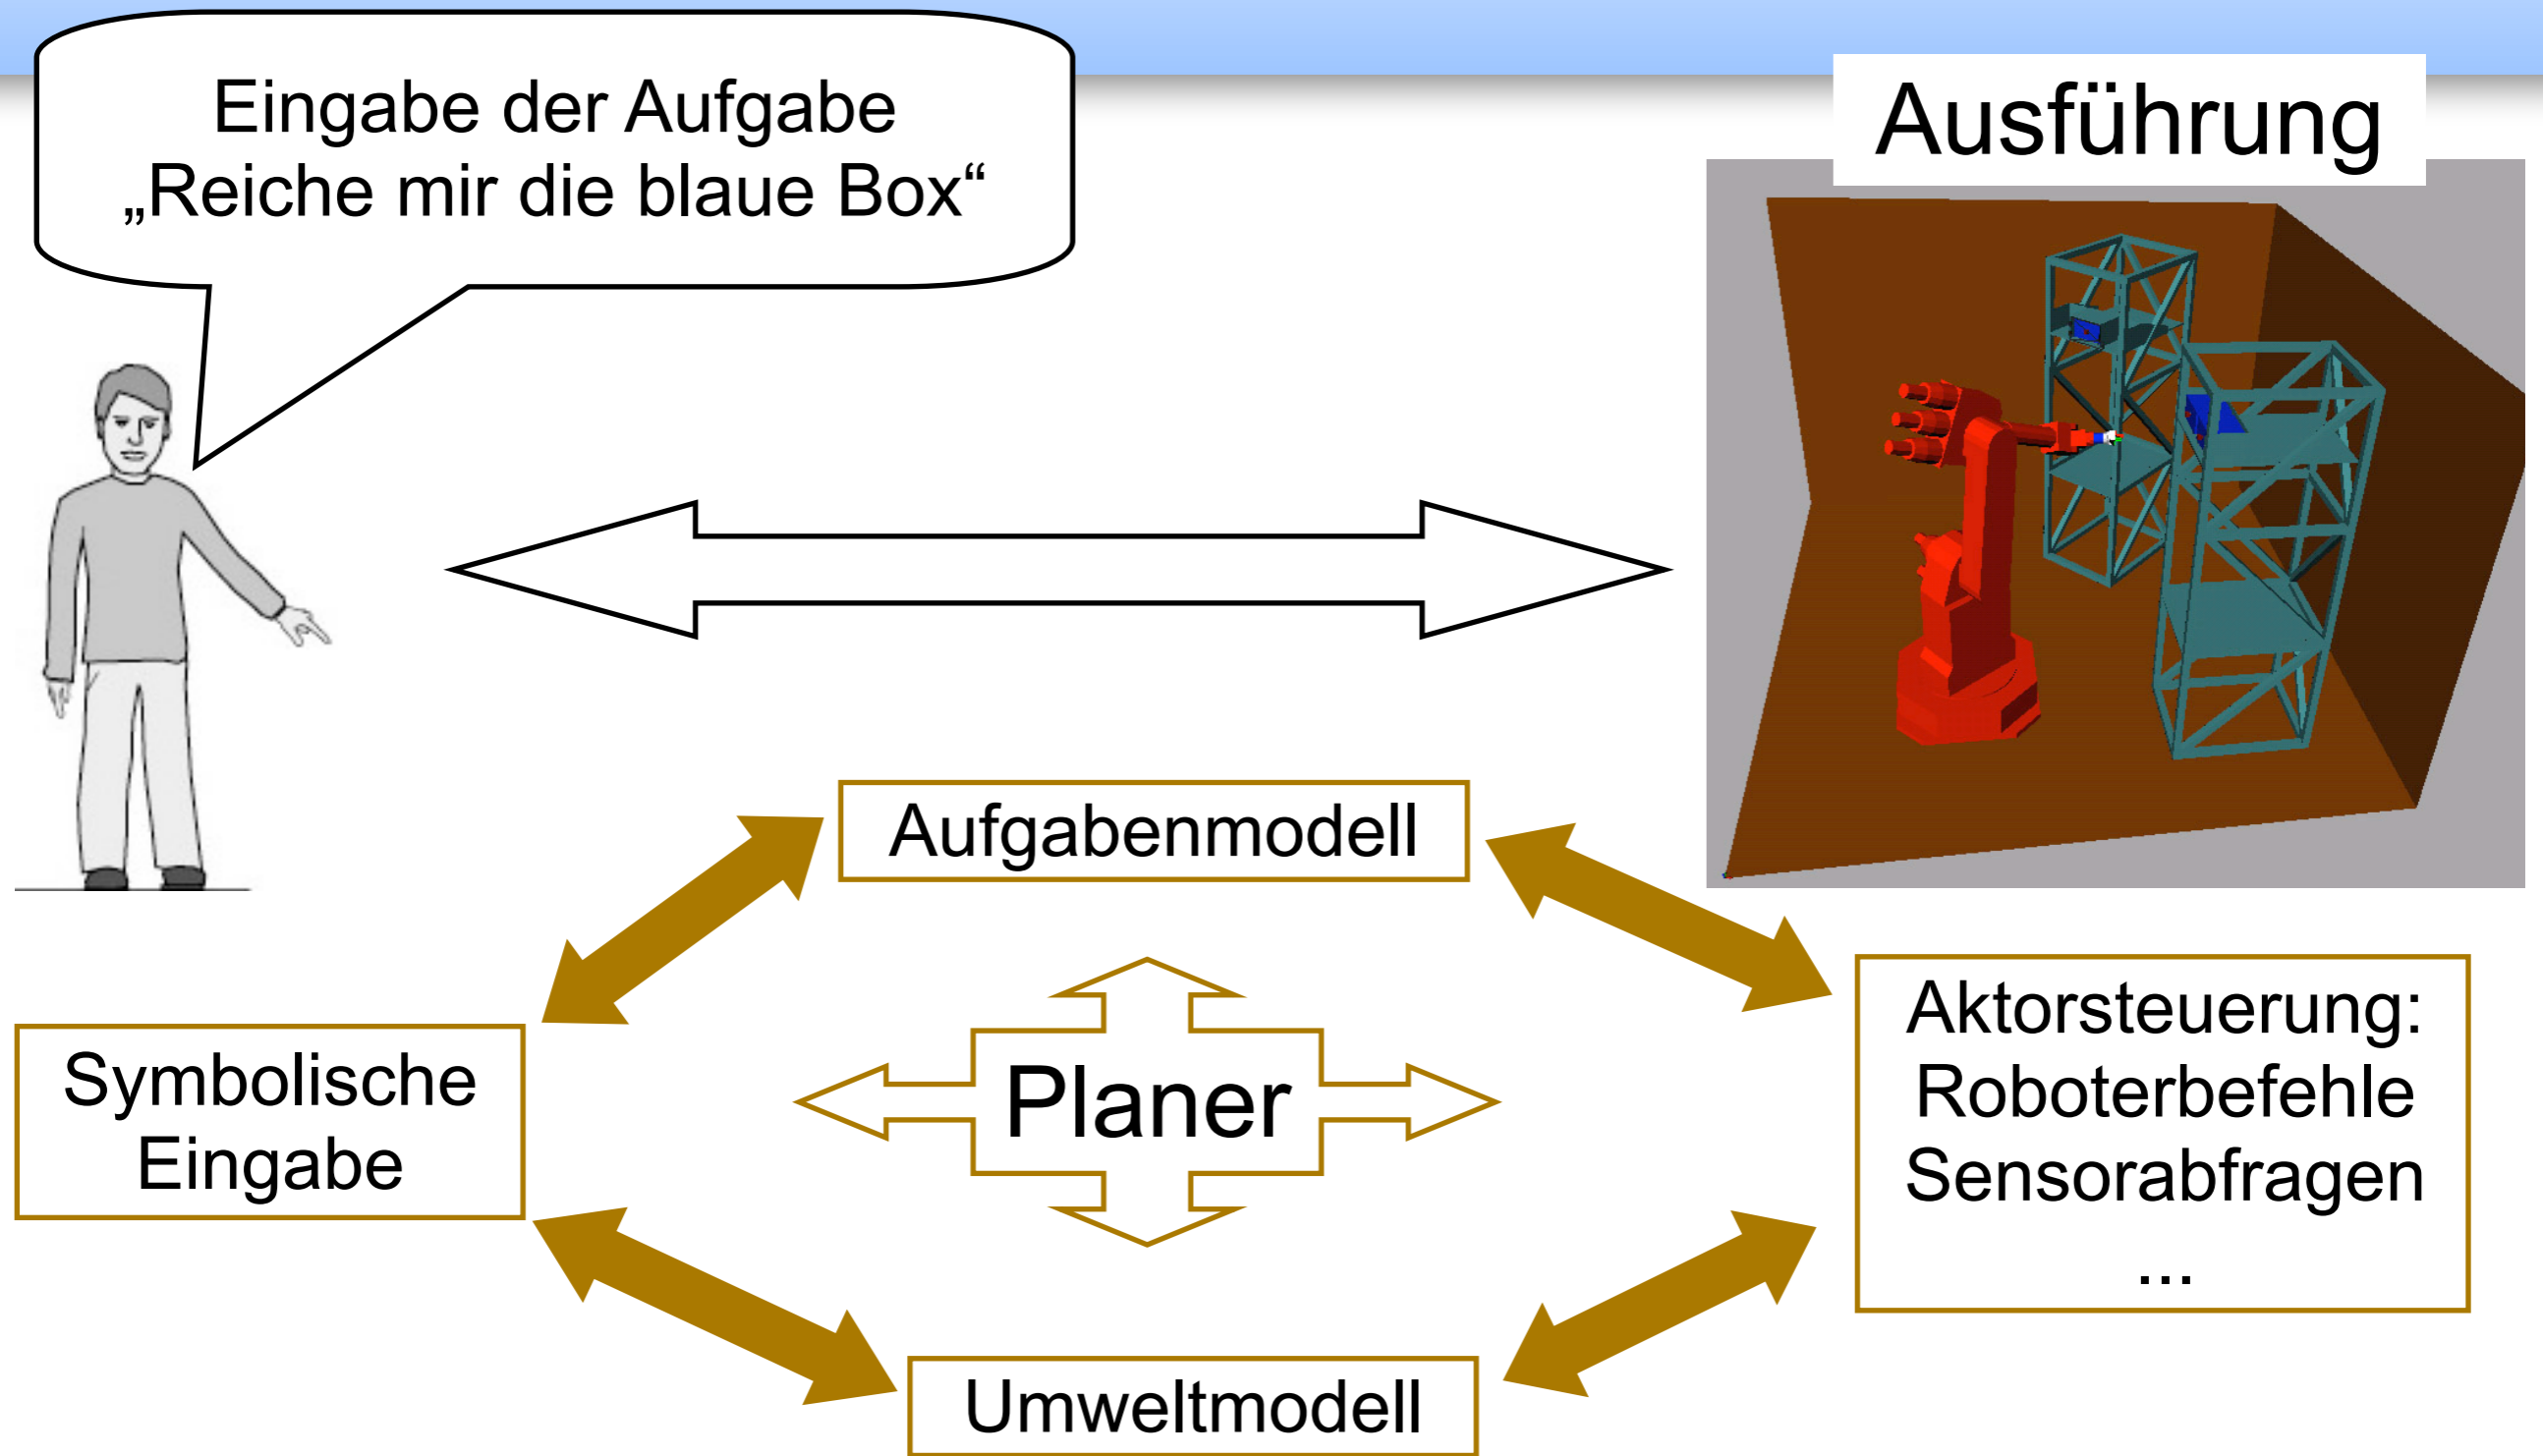 Eingabe der Aufgabe
„Reiche mir die blaue Box“
Ausführung
Aufgabenmodell
Symbolische
Eingabe
Planer
Aktorsteuerung:
Roboterbefehle
Sensorabfragen
...
Umweltmodell